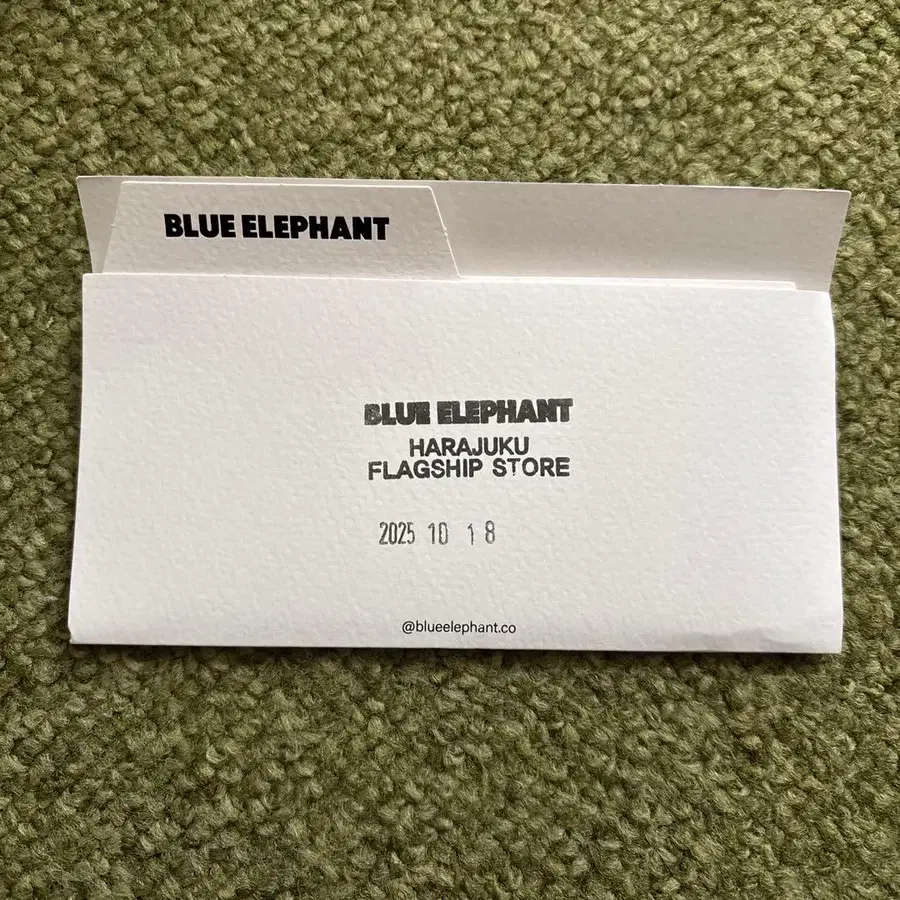 BLUE ELEPHANT
BLUE ELEPHANT
HARAJUKU
FLAGSHIP STORE
2025 10 18
@blueelephant.co